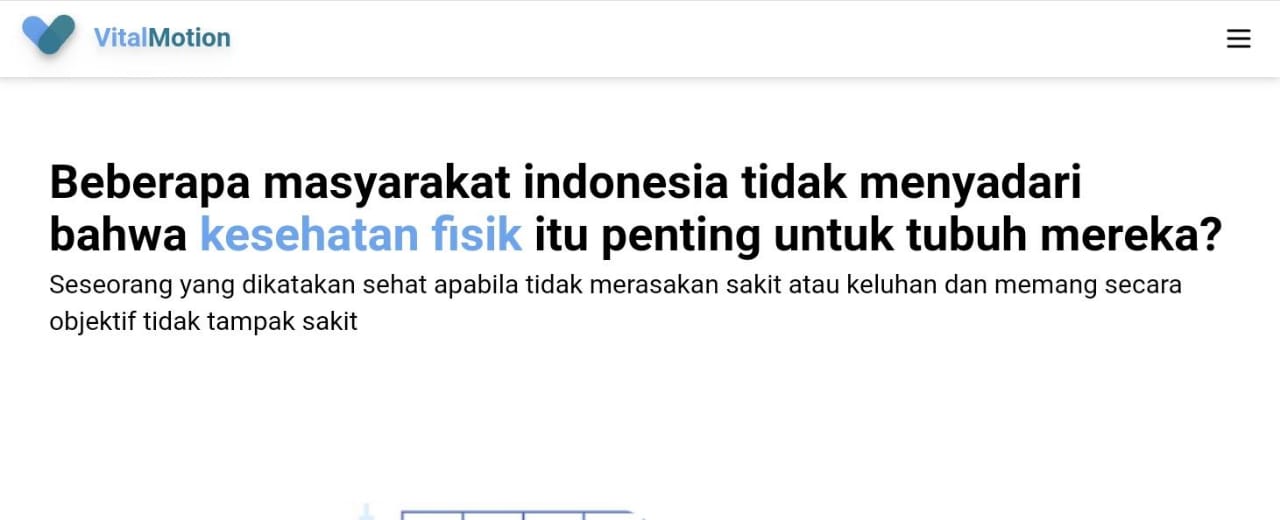 VitalMotion
Beberapa masyarakat indonesia tidak menyadari
bahwa kesehatan fisik itu penting untuk tubuh mereka?
Seseorang yang dikatakan sehat apabila tidak merasakan sakit atau keluhan dan memang secara
objektif tidak tampak sakit